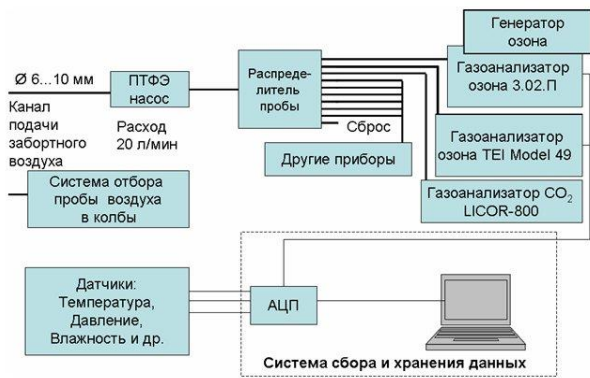 Генератор
озона
Ø 6...10 мм
ПТФЭ
насос
Распреде-
литель
пробы
Газоанализатор
озона 3.02.П
Канал
подачи
забортного
воздуха
Расход
20 л/мин
Сброс
Другие приборы
Газоанализатор
озона TEI Model 49
Система отбора
пробы воздуха
в колбы
Газоанализатор CO₂
LICOR-800
Датчики:
Температура,
Давление,
Влажность и др.
АЦП
Система сбора и хранения данных